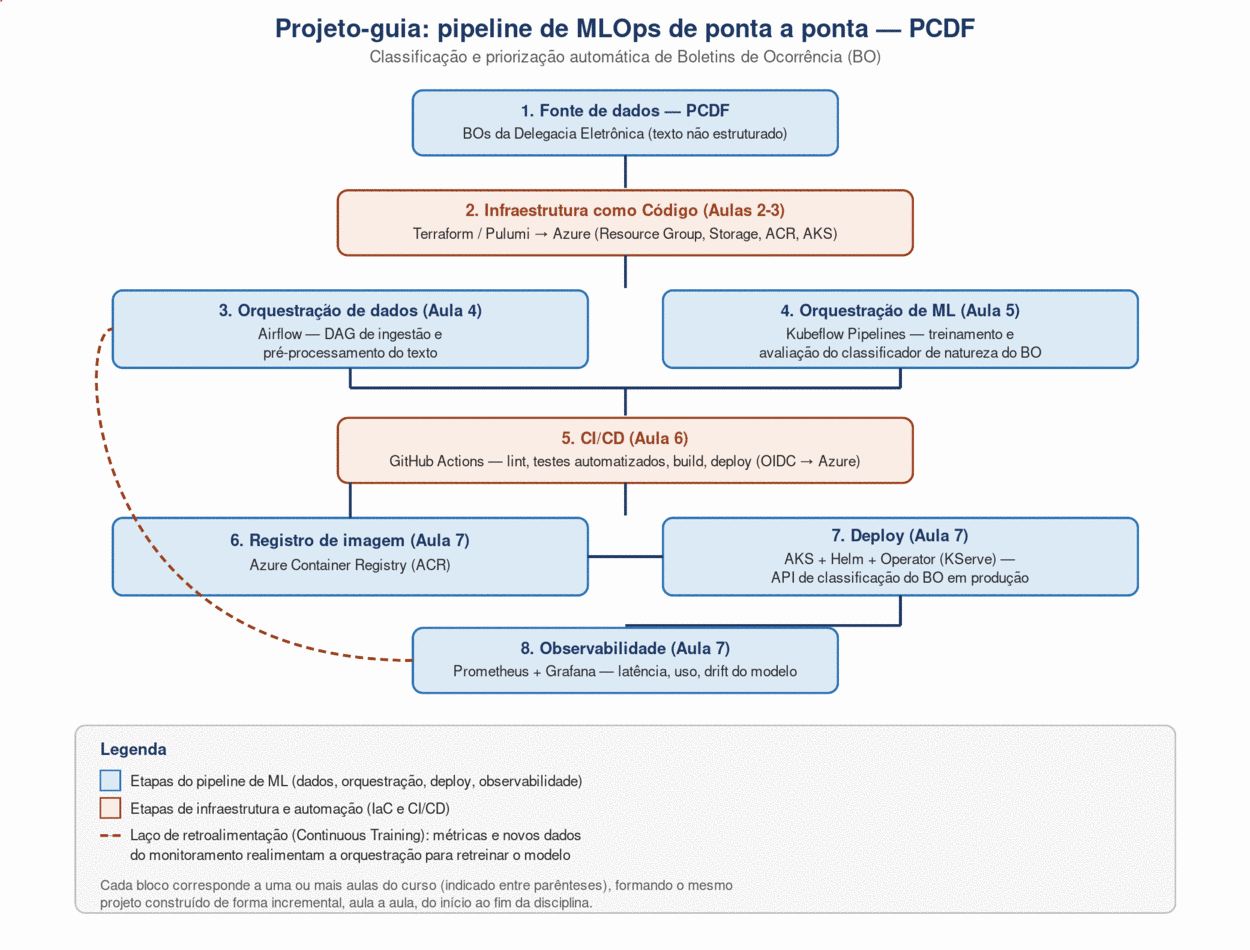 Projeto-guia: pipeline de MLOps de ponta a ponta — PCDF
Classificação e priorização automática de Boletins de Ocorrência (BO)
1. Fonte de dados — PCDF
BOs da Delegacia Eletrônica (texto não estruturado)
2. Infraestrutura como Código (Aulas 2-3)
Terraform / Pulumi → Azure (Resource Group, Storage, ACR, AKS)
3. Orquestração de dados (Aula 4)
Airflow — DAG de ingestão e
pré-processamento do texto
4. Orquestração de ML (Aula 5)
Kubeflow Pipelines — treinamento e
avaliação do classificador de natureza do BO
5. CI/CD (Aula 6)
GitHub Actions — lint, testes automatizados, build, deploy (OIDC → Azure)
6. Registro de imagem (Aula 7)
Azure Container Registry (ACR)
7. Deploy (Aula 7)
AKS + Helm + Operator (KServe) —
API de classificação do BO em produção
8. Observabilidade (Aula 7)
Prometheus + Grafana — latência, uso, drift do modelo
Legenda
Etapas do pipeline de ML (dados, orquestração, deploy, observabilidade)
Etapas de infraestrutura e automação (IaC e CI/CD)
Laço de retroalimentação (Continuous Training): métricas e novos dados
do monitoramento realimentam a orquestração para retreinar o modelo
Cada bloco corresponde a uma ou mais aulas do curso (indicado entre parênteses), formando o mesmo
projeto construído de forma incremental, aula a aula, do início ao fim da disciplina.